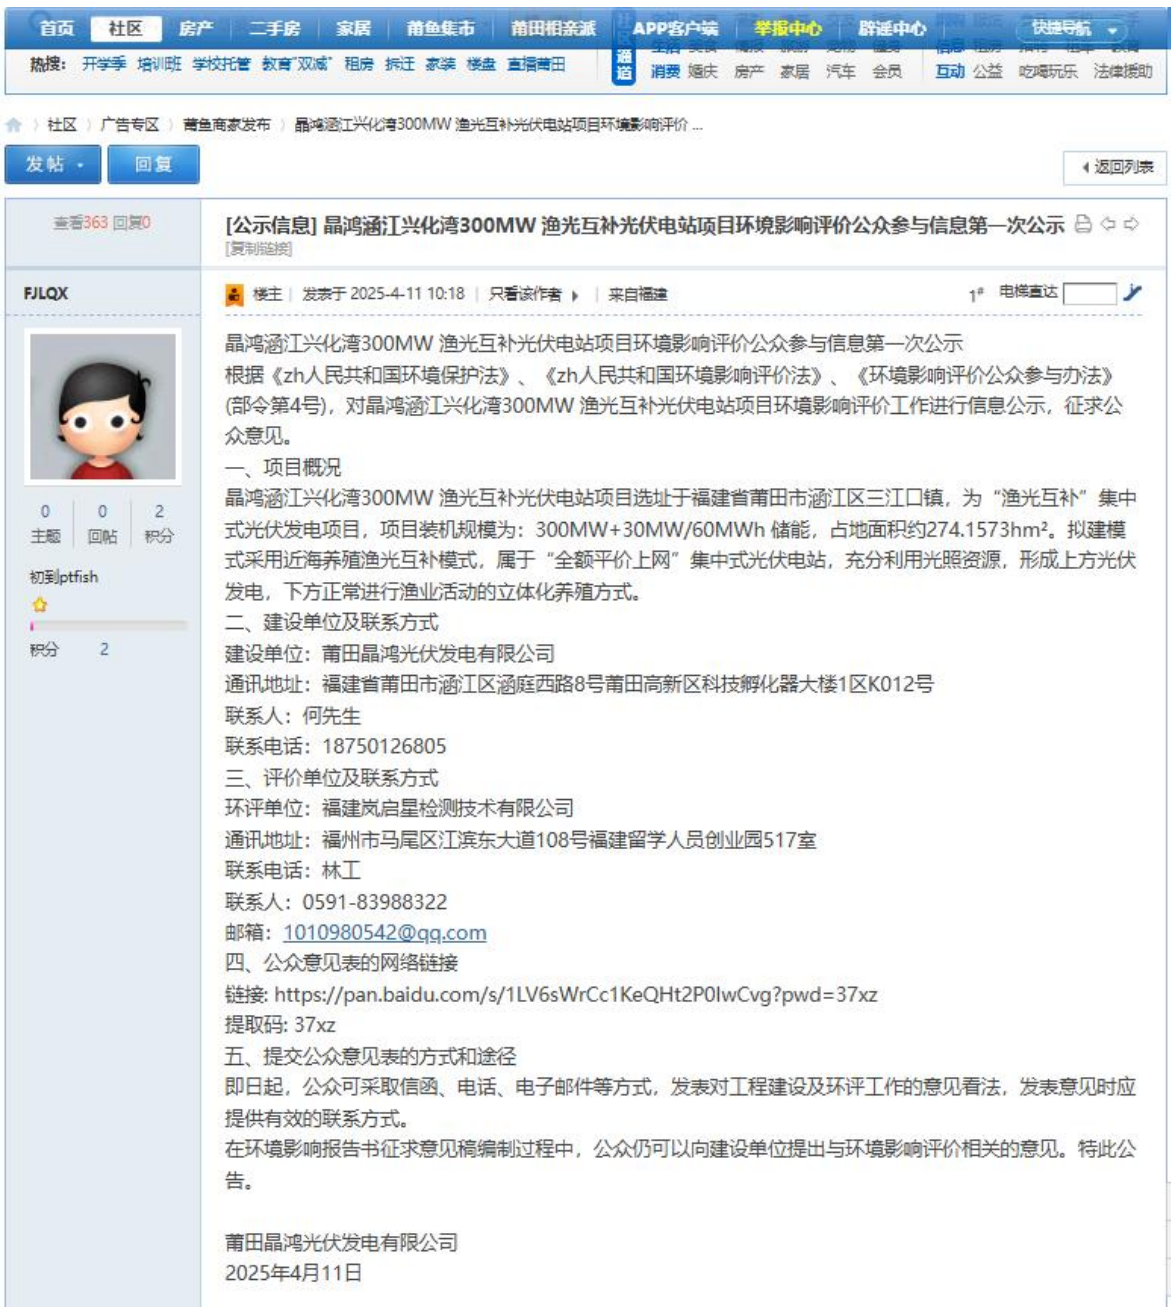 首页 社区 房产 二手房 家居 莆鱼集市 莆田相亲派 APP客户端 举报中心 辟谣中心 快捷导航
热搜: 开学季 培训班 学校托管 教育"双减" 租房 拆迁 家装 楼盘 直播莆田
通道 消费 婚庆 房产 家居 汽车 会员 互动 公益 吃喝玩乐 法律援助
社区 〉 广告专区 〉 莆鱼商家发布 〉 晶鸿涵江兴化湾300MW 渔光互补光伏电站项目环境影响评价 ...
发帖 回复 返回列表
查看363 回复0
[公示信息] 晶鸿涵江兴化湾300MW 渔光互补光伏电站项目环境影响评价公众参与信息第一次公示
[复制链接]
FJLQX
楼主 | 发表于 2025-4-11 10:18 | 只看该作者 | 来自福建 1# 电梯直达
0 0 2
主题 回帖 积分
初到ptfish
积分 2
晶鸿涵江兴化湾300MW 渔光互补光伏电站项目环境影响评价公众参与信息第一次公示
根据《zh人民共和国环境保护法》、《zh人民共和国环境影响评价法》、《环境影响评价公众参与办法》
(部令第4号)，对晶鸿涵江兴化湾300MW 渔光互补光伏电站项目环境影响评价工作进行信息公示，征求公
众意见。
一、项目概况
晶鸿涵江兴化湾300MW 渔光互补光伏电站项目选址于福建省莆田市涵江区三江口镇，为“渔光互补”集中
式光伏发电项目，项目装机规模为：300MW+30MW/60MWh 储能，占地面积约274.1573hm²。拟建模
式采用近海养殖渔光互补模式，属于“全额平价上网”集中式光伏电站，充分利用光照资源，形成上方光伏
发电，下方正常进行渔业活动的立体化养殖方式。
二、建设单位及联系方式
建设单位：莆田晶鸿光伏发电有限公司
通讯地址：福建省莆田市涵江区涵庭西路8号莆田高新区科技孵化器大楼1区K012号
联系人：何先生
联系电话：18750126805
三、评价单位及联系方式
环评单位：福建岚启星检测技术有限公司
通讯地址：福州市马尾区江滨东大道108号福建留学人员创业园517室
联系电话：林工
联系人：0591-83988322
邮箱：1010980542@qq.com
四、公众意见表的网络链接
链接: https://pan.baidu.com/s/1LV6sWrCc1KeQHt2P0lwCvg?pwd=37xz
提取码: 37xz
五、提交公众意见表的方式和途径
即日起，公众可采取信函、电话、电子邮件等方式，发表对工程建设及环评工作的意见看法，发表意见时应
提供有效的联系方式。
在环境影响报告书征求意见稿编制过程中，公众仍可以向建设单位提出与环境影响评价相关的意见。特此公
告。
莆田晶鸿光伏发电有限公司
2025年4月11日